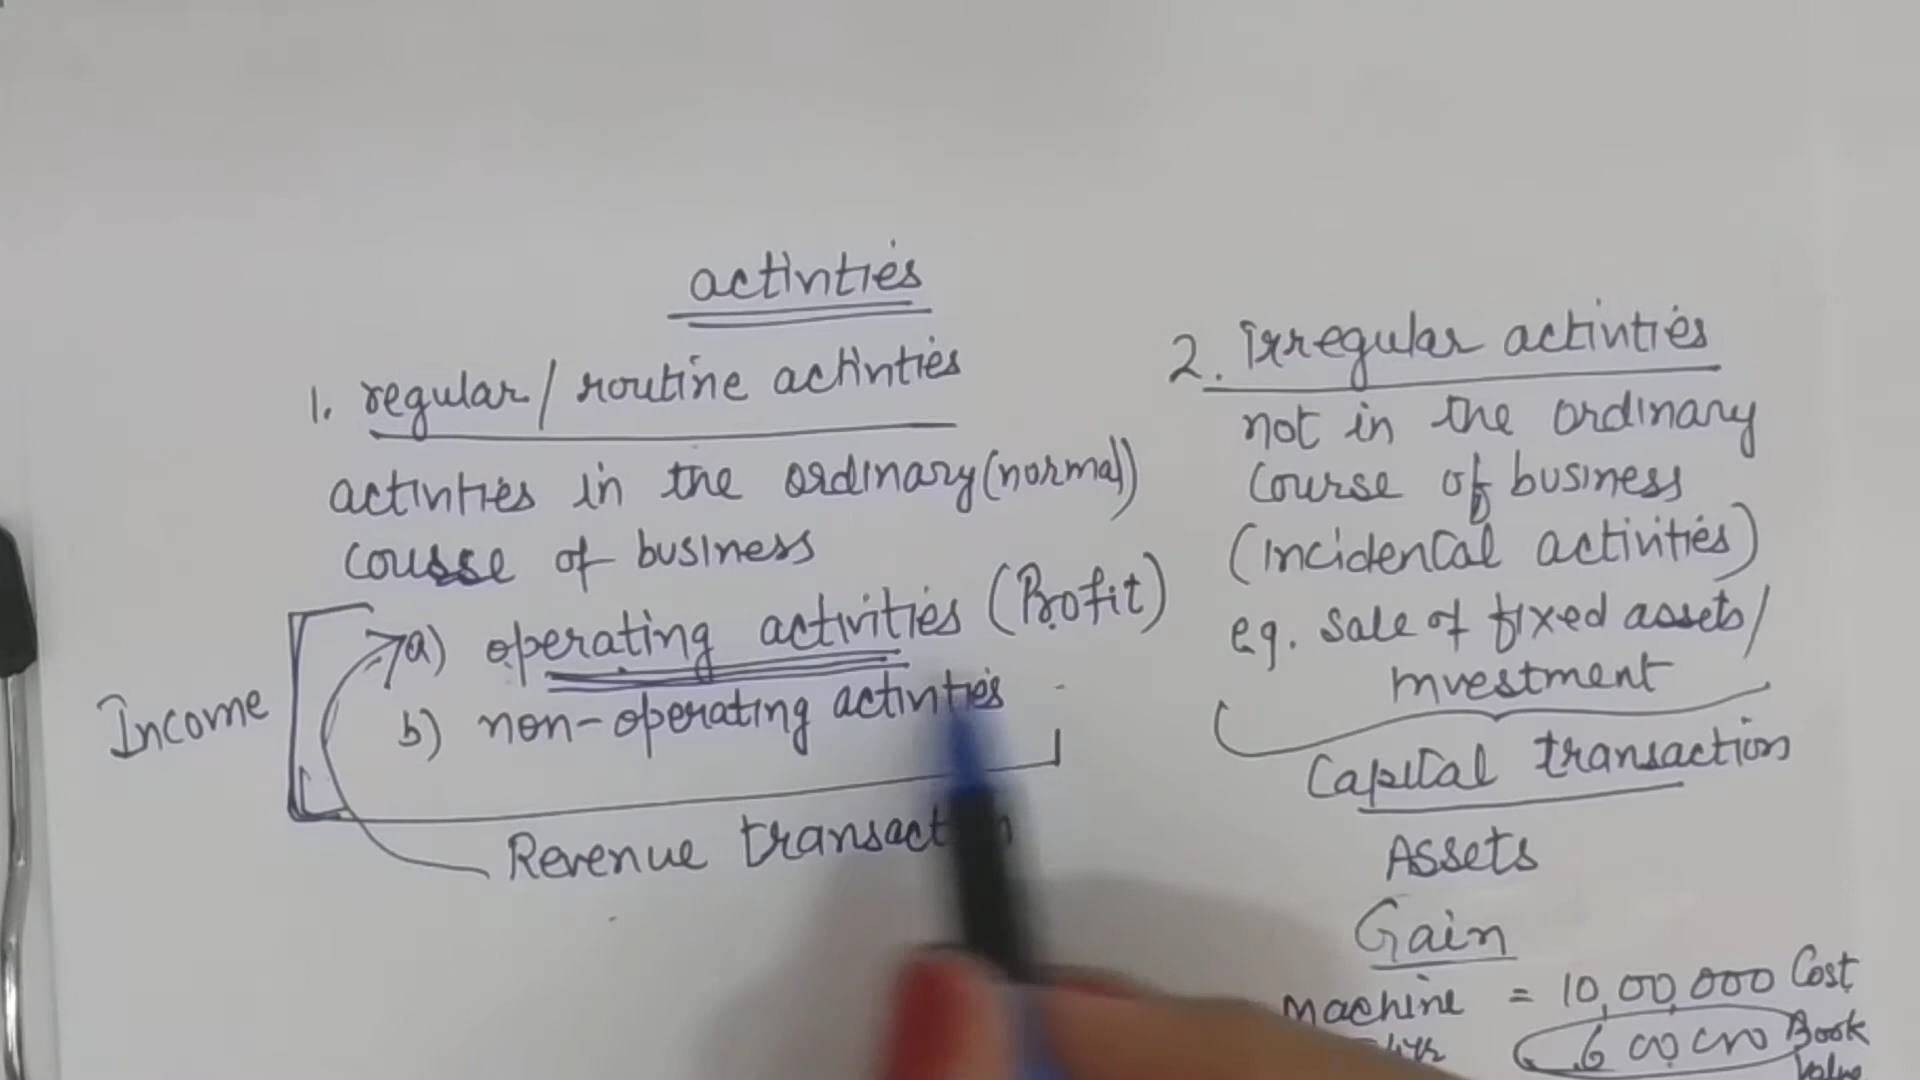 activities
1. regular/routine activities
activities in the ordinary (normal)
course of business
a) operating activities (Profit)
b) non-operating activities
Income
Revenue
2. irregular activities
not in the ordinary
course of business
(incidental activities)
eg. sale of fixed assets/
investment
Capital transaction
Assets
Gain
Machine = 10,00,000 Cost
6 00 000 Book
Value